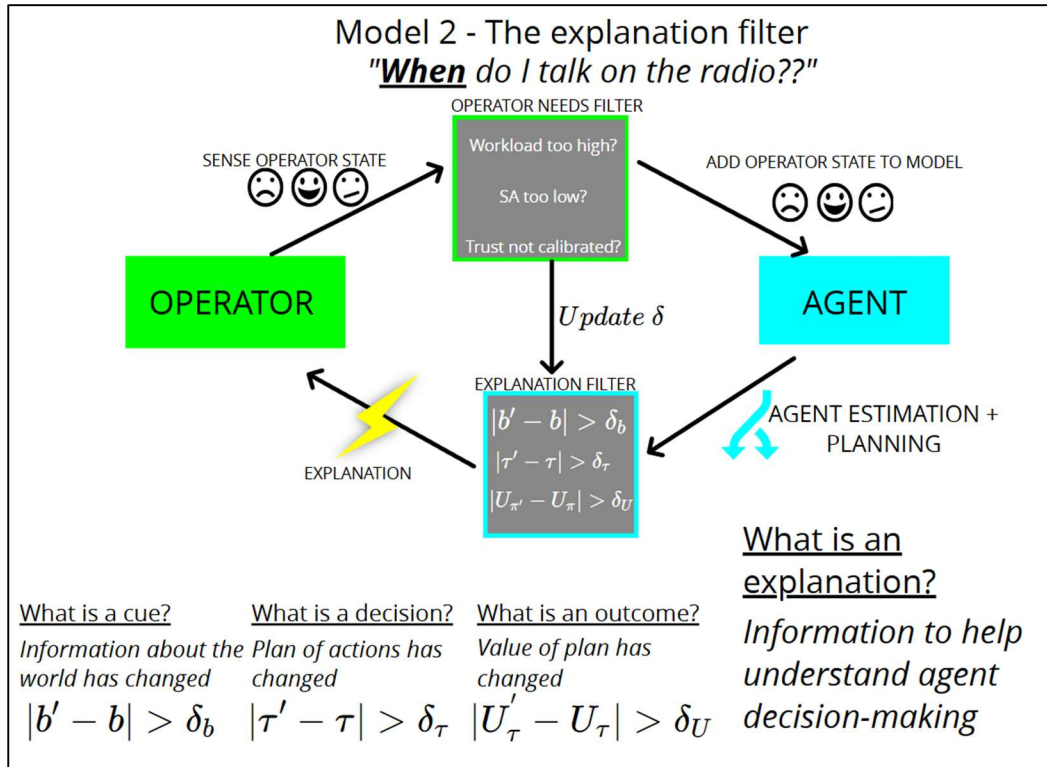 Model 2 - The explanation filter
"When do I talk on the radio??"
OPERATOR NEEDS FILTER
Workload too high?
SA too low?
Trust not calibrated?
SENSE OPERATOR STATE
ADD OPERATOR STATE TO MODEL
OPERATOR
AGENT
Update δ
EXPLANATION FILTER
|b′ − b| > δ_b
|τ′ − τ| > δ_τ
|U_π′ − U_π| > δ_U
EXPLANATION
AGENT ESTIMATION +
PLANNING
What is a cue?
Information about the
world has changed
|b′ − b| > δ_b
What is a decision?
Plan of actions has
changed
|τ′ − τ| > δ_τ
What is an outcome?
Value of plan has
changed
|U′_τ − U_τ| > δ_U
What is an
explanation?
Information to help
understand agent
decision-making